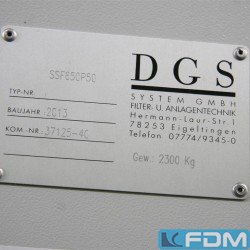 SSF650P50
TYP-NR.
BAUJAHR 2013
KOM.-NR. 37125-40
DGS
SYSTEM GMBH
FILTER- U. ANLAGENTECHNIK
Hermann-Laur-Str. 1
78253 Eigeltingen
Telefon. 07774/9345-0
Gew.: 2300 Kg
FDM